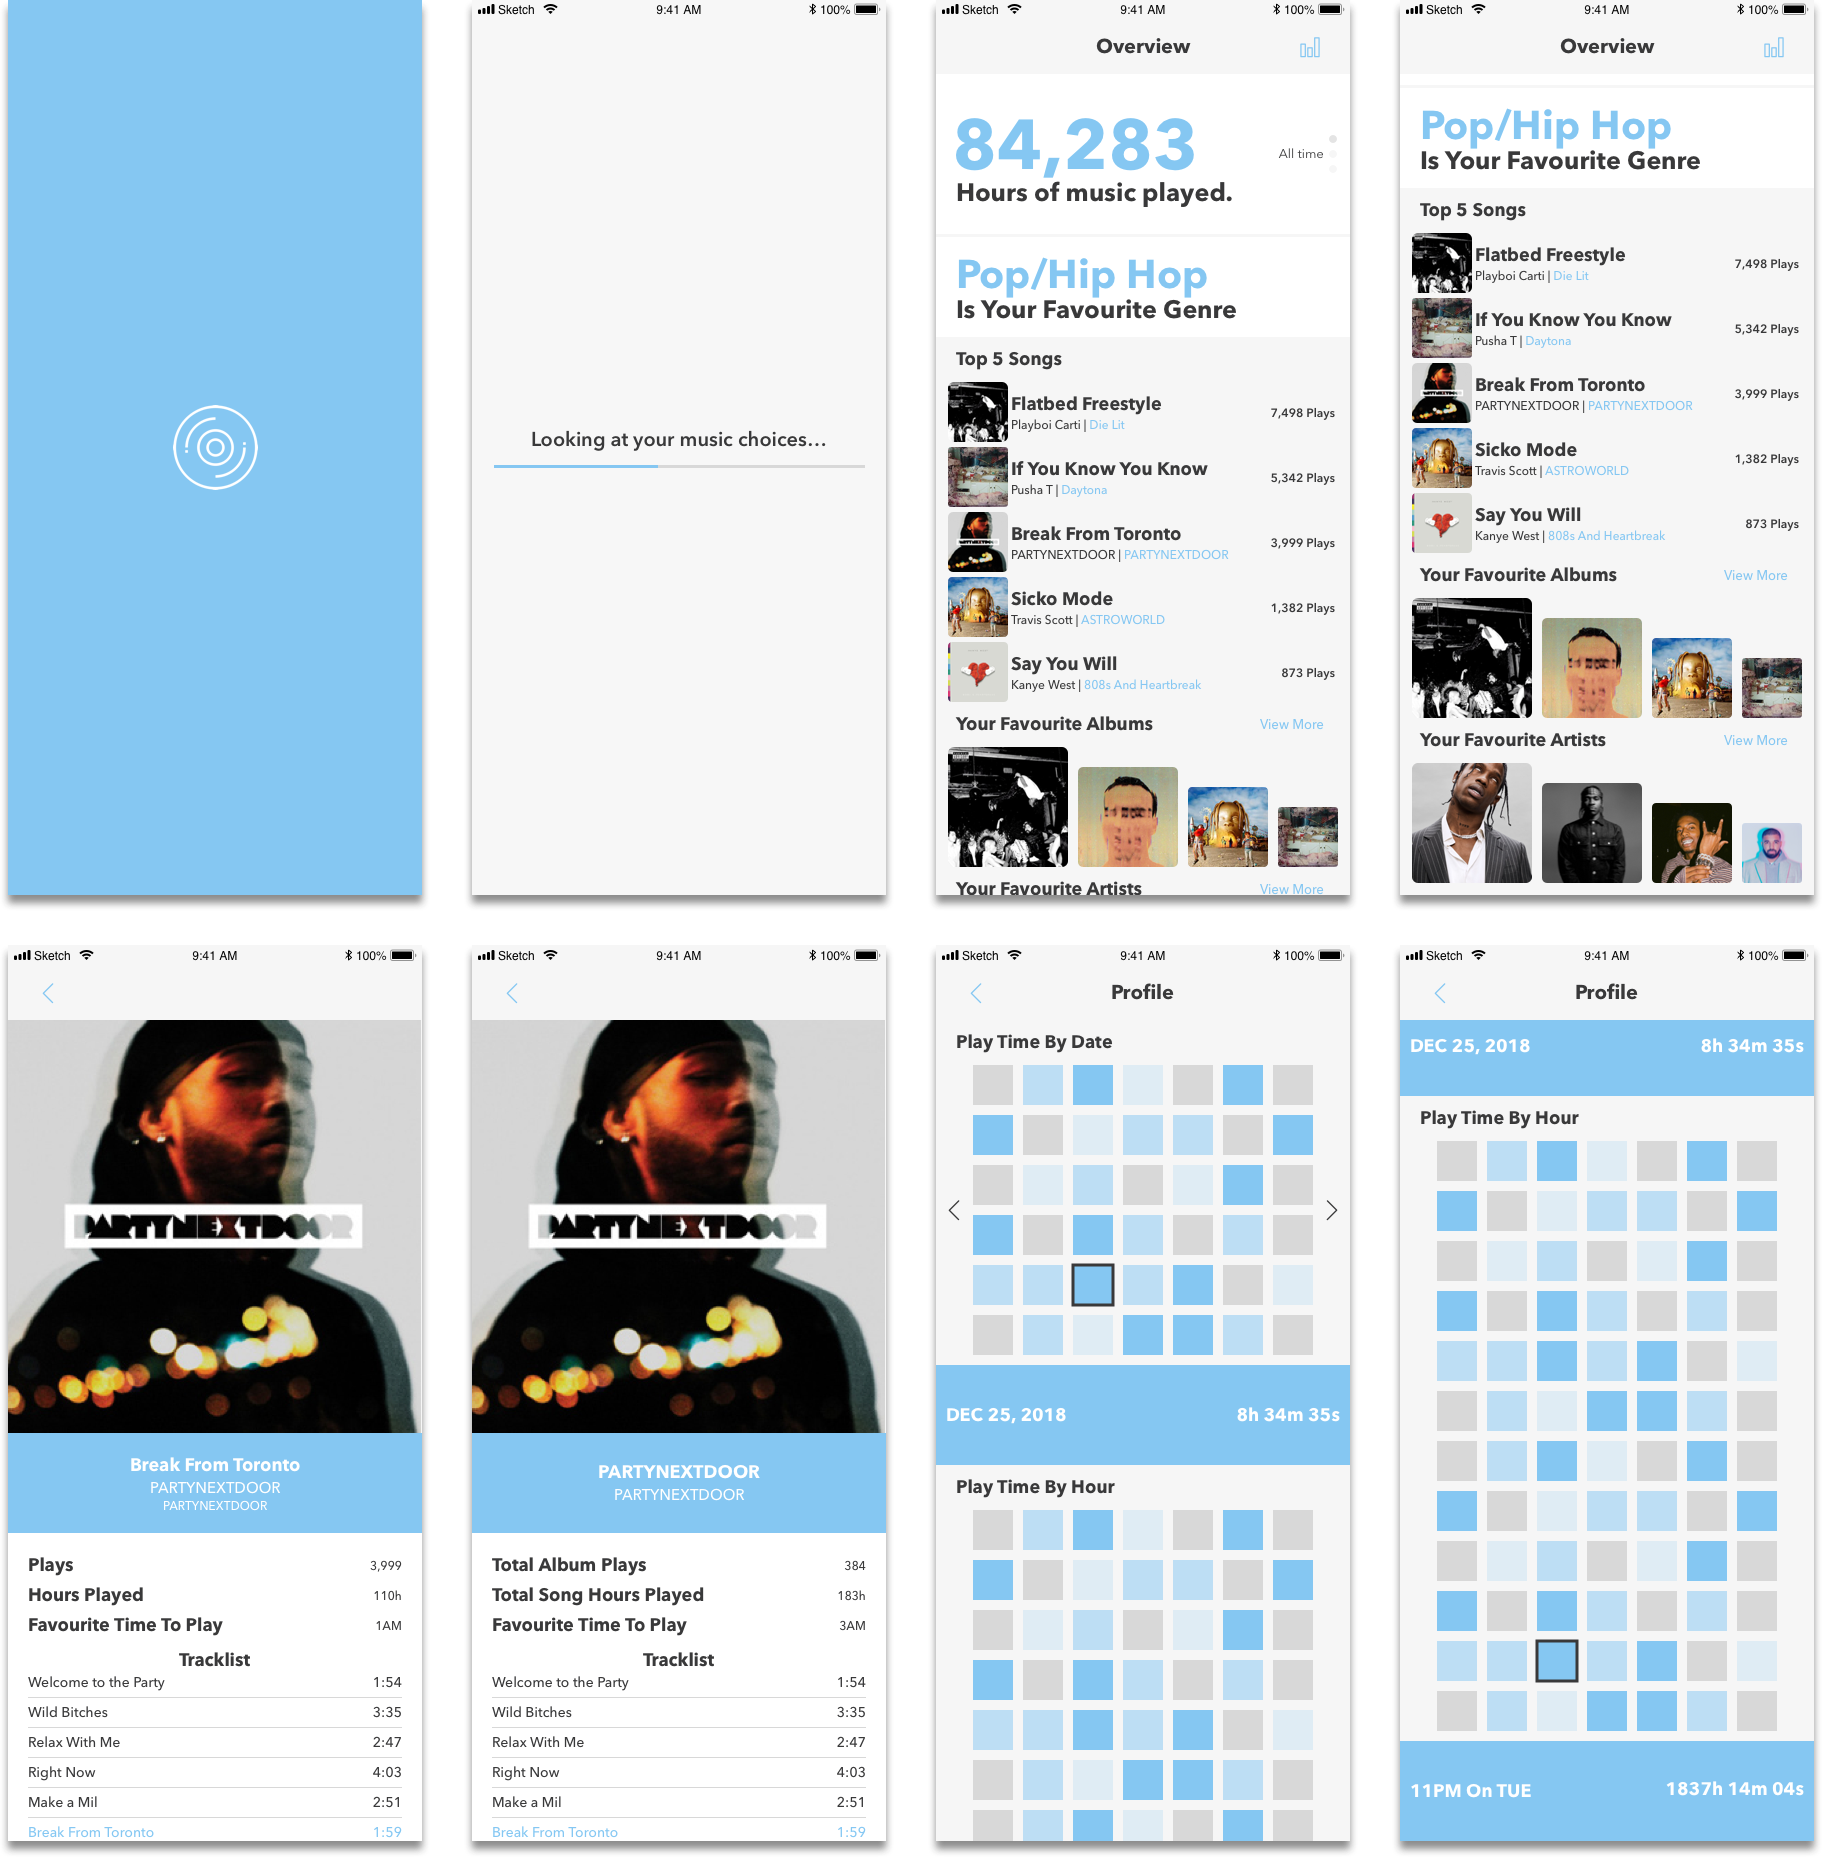 Sketch 9:41 AM 100%
Looking at your music choices...
Sketch 9:41 AM 100%
Overview
84,283
All time
Hours of music played.
Pop/Hip Hop
Is Your Favourite Genre
Top 5 Songs
Flatbed Freestyle
Playboi Carti | Die Lit
7,498 Plays
If You Know You Know
Pusha T | Daytona
5,342 Plays
Break From Toronto
PARTYNEXTDOOR | PARTYNEXTDOOR
3,999 Plays
Sicko Mode
Travis Scott | ASTROWORLD
1,382 Plays
Say You Will
Kanye West | 808s And Heartbreak
873 Plays
Your Favourite Albums View More
Your Favourite Artists View More
Sketch 9:41 AM 100%
Overview
Pop/Hip Hop
Is Your Favourite Genre
Top 5 Songs
Flatbed Freestyle
Playboi Carti | Die Lit
7,498 Plays
If You Know You Know
Pusha T | Daytona
5,342 Plays
Break From Toronto
PARTYNEXTDOOR | PARTYNEXTDOOR
3,999 Plays
Sicko Mode
Travis Scott | ASTROWORLD
1,382 Plays
Say You Will
Kanye West | 808s And Heartbreak
873 Plays
Your Favourite Albums View More
Your Favourite Artists View More
Sketch 9:41 AM 100%
PARTYNEXTDOOR
Break From Toronto
PARTYNEXTDOOR
PARTYNEXTDOOR
Plays 3,999
Hours Played 110h
Favourite Time To Play 1AM
Tracklist
Welcome to the Party 1:54
Wild Bitches 3:35
Relax With Me 2:47
Right Now 4:03
Make a Mil 2:51
Break From Toronto 1:59
Sketch 9:41 AM 100%
PARTYNEXTDOOR
PARTYNEXTDOOR
PARTYNEXTDOOR
Total Album Plays 384
Total Song Hours Played 183h
Favourite Time To Play 3AM
Tracklist
Welcome to the Party 1:54
Wild Bitches 3:35
Relax With Me 2:47
Right Now 4:03
Make a Mil 2:51
Break From Toronto 1:59
Sketch 9:41 AM 100%
Profile
Play Time By Date
DEC 25, 2018 8h 34m 35s
Play Time By Hour
Sketch 9:41 AM 100%
Profile
DEC 25, 2018 8h 34m 35s
Play Time By Hour
11PM On TUE 1837h 14m 04s